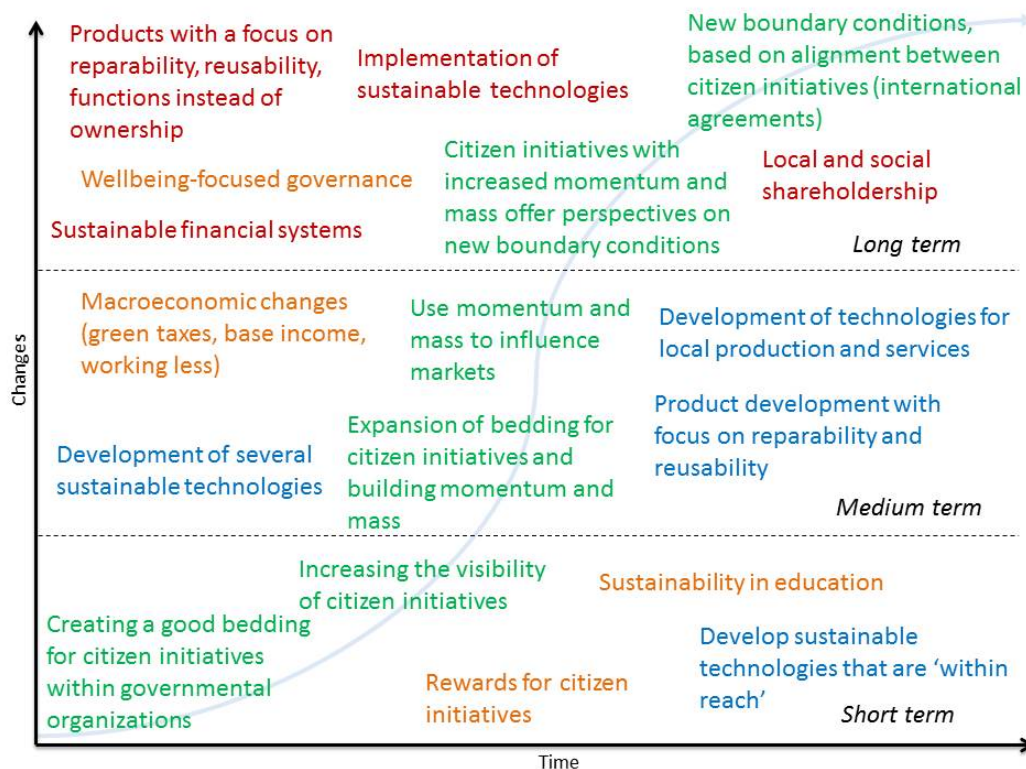 Products with a focus on
reparability, reusability,
functions instead of
ownership
Implementation of
sustainable technologies
New boundary conditions,
based on alignment between
citizen initiatives (international
agreements)
Wellbeing-focused governance
Citizen initiatives with
increased momentum and
mass offer perspectives on
new boundary conditions
Local and social
shareholdership
Sustainable financial systems
Long term
Macroeconomic changes
(green taxes, base income,
working less)
Use momentum and
mass to influence
markets
Development of technologies for
local production and services
Changes
Development of several
sustainable technologies
Expansion of bedding for
citizen initiatives and
building momentum and
mass
Product development with
focus on reparability and
reusability
Medium term
Increasing the visibility
of citizen initiatives
Sustainability in education
Creating a good bedding
for citizen initiatives
within governmental
organizations
Rewards for citizen
initiatives
Develop sustainable
technologies that are ‘within
reach’
Short term
Time